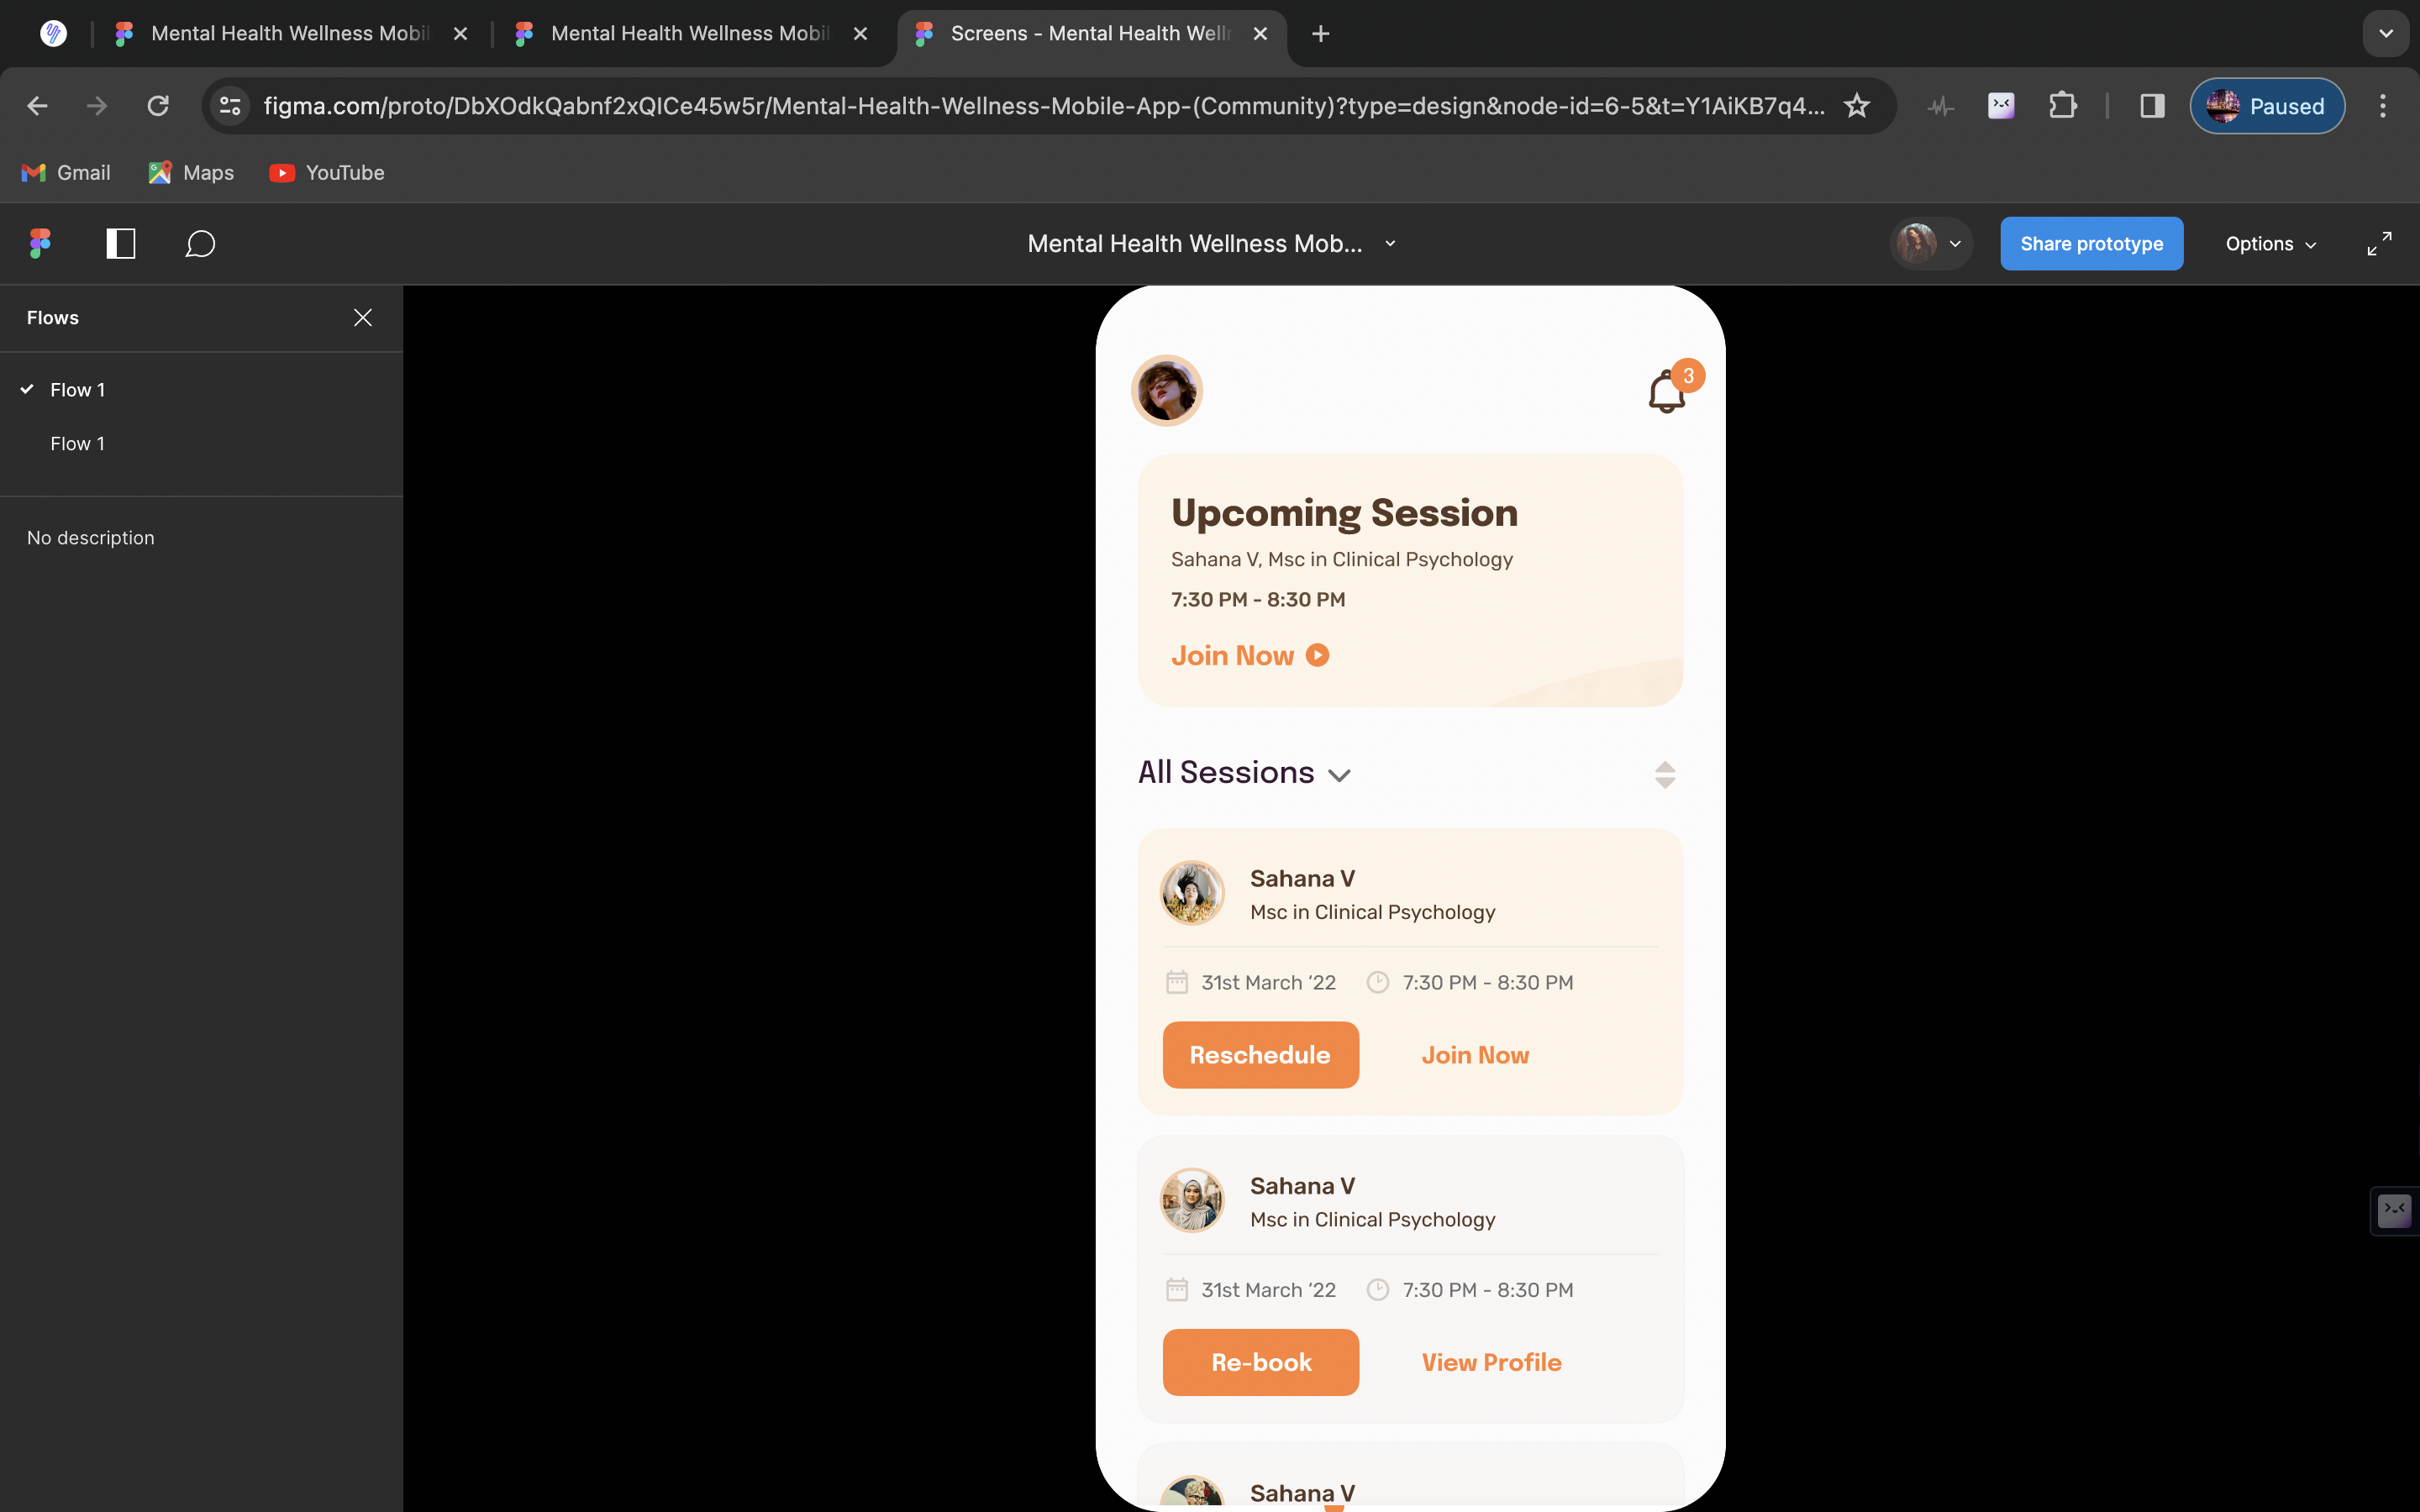 Mental Health Wellness Mobil
Mental Health Wellness Mobil
Screens - Mental Health Welln
figma.com/proto/DbXOdkQabnf2xQICe45w5r/Mental-Health-Wellness-Mobile-App-(Community)?type=design&node-id=6-5&t=Y1AiKB7q4...
Paused
Gmail
Maps
YouTube
Mental Health Wellness Mob...
Share prototype
Options
Flows
Flow 1
Flow 1
No description
3
Upcoming Session
Sahana V, Msc in Clinical Psychology
7:30 PM - 8:30 PM
Join Now
All Sessions
Sahana V
Msc in Clinical Psychology
31st March ‘22 7:30 PM - 8:30 PM
Reschedule Join Now
Sahana V
Msc in Clinical Psychology
31st March ‘22 7:30 PM - 8:30 PM
Re-book View Profile
Sahana V